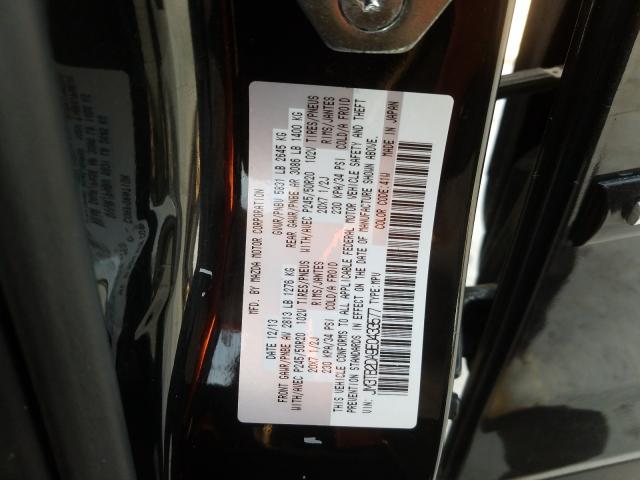 MFD. BY MAZDA MOTOR CORPORATION
DATE 12/13 GVWR/PNBV 5831 LB 2645 KG
FRONT GAWR/PNBE AV 2813 LB 1276 KG REAR GAWR/PNBE AR 3086 LB 1400 KG
WITH/AVEC P245/50R20 102V TIRES/PNEUS WITH/AVEC P245/50R20 102V TIRES/PNEUS
20X7 1/2J RIMS/JANTES 20X7 1/2J RIMS/JANTES
230 KPA/34 PSI COLD/A FROID 230 KPA/34 PSI COLD/A FROID
THIS VEHICLE CONFORMS TO ALL APPLICABLE FEDERAL MOTOR VEHICLE SAFETY AND THEFT
PREVENTION STANDARDS IN EFFECT ON THE DATE OF MANUFACTURE SHOWN ABOVE.
VIN: JM3TB2DA9E0433577 TYPE:MPV COLOR CODE:41W MADE IN JAPAN